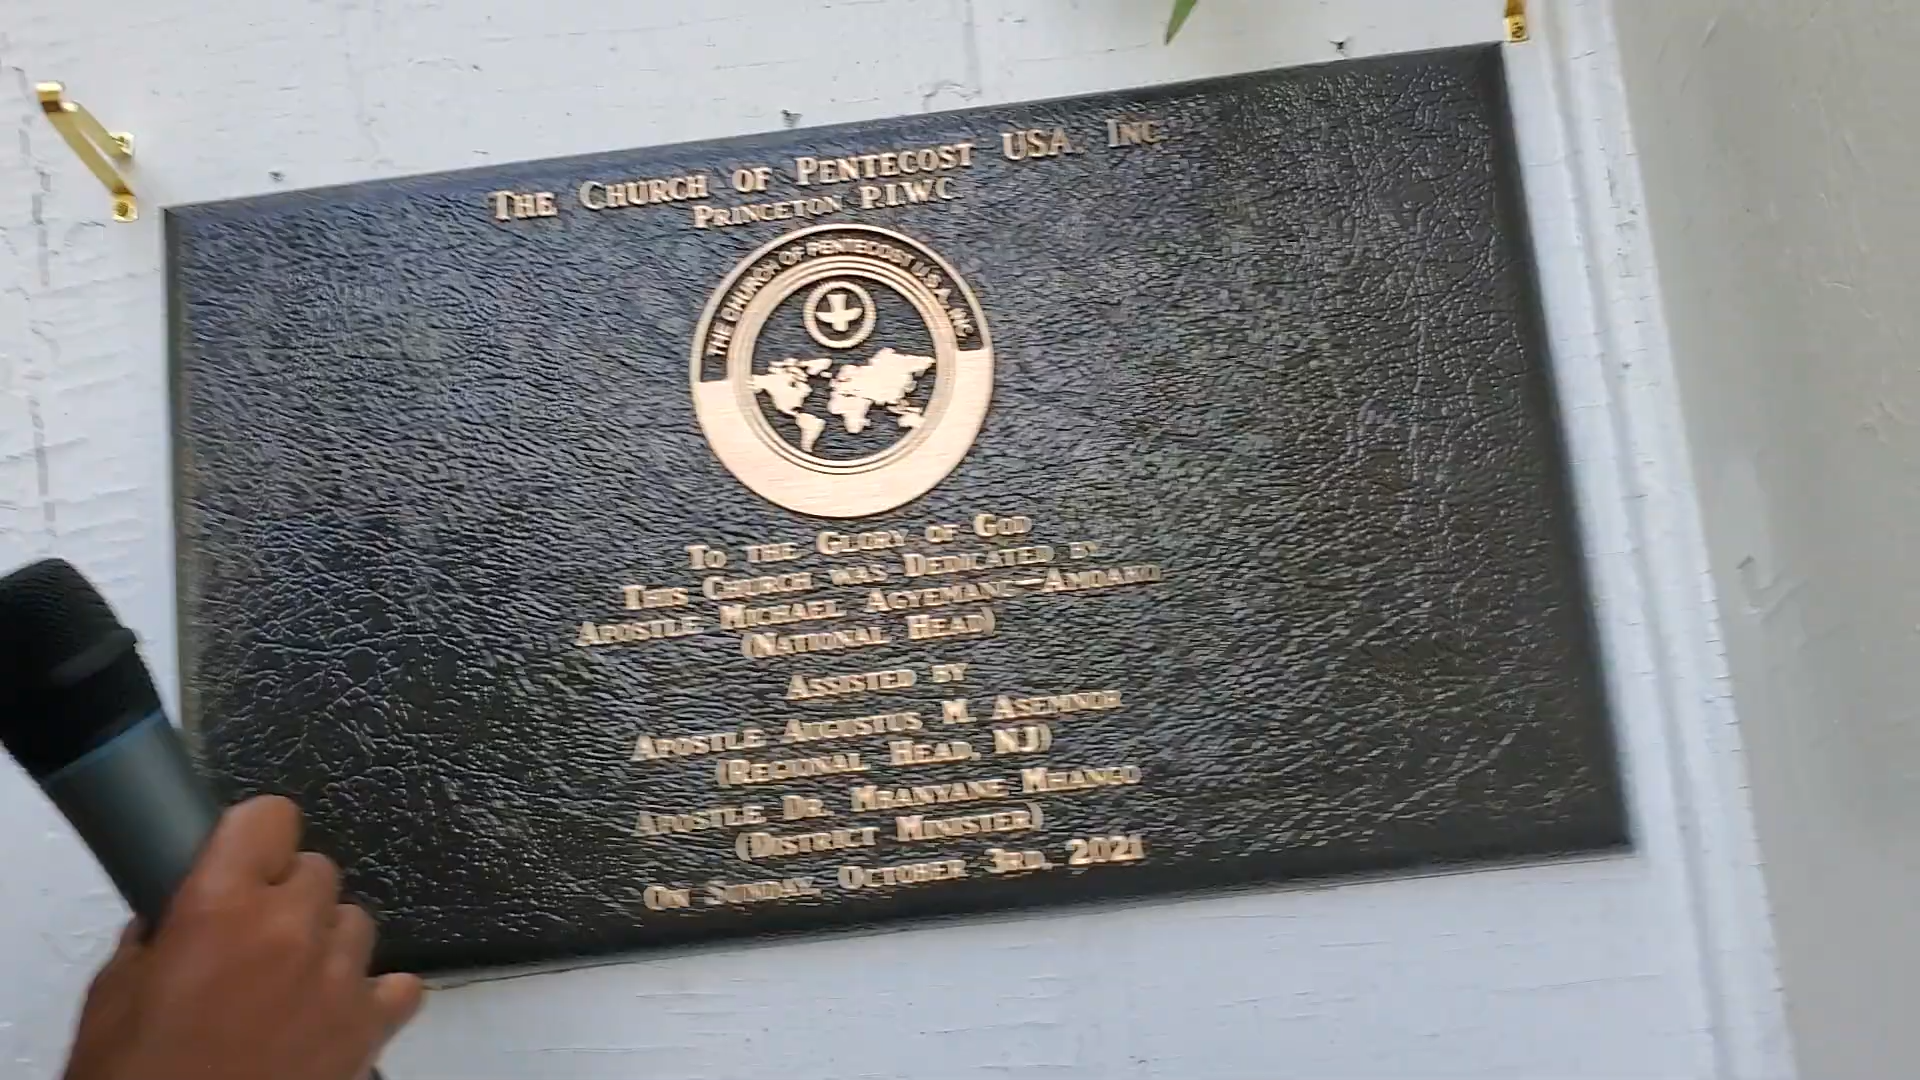 The Church of Pentecost USA, Inc.
Princeton P.I.W.C
THE CHURCH OF PENTECOST U.S.A., INC.
To the Glory of God
This Church was Dedicated by
Apostle Michael Agyemang-Amoako
(National Head)
Assisted by
Apostle Augustus M. Asemnor
(Regional Head, NJ)
Apostle Dr. Mbanyane Mhango
(District Minister)
On Sunday, October 3rd, 2021